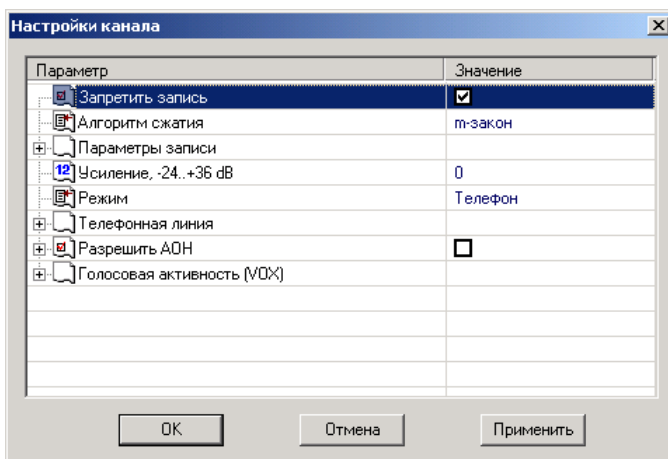 Настройки канала
Параметр Значение
Запретить запись
Алгоритм сжатия m-закон
Параметры записи
12 Усиление, -24..+36 dB 0
Режим Телефон
Телефонная линия
Разрешить АОН
Голосовая активность (VOX)
OK Отмена Применить